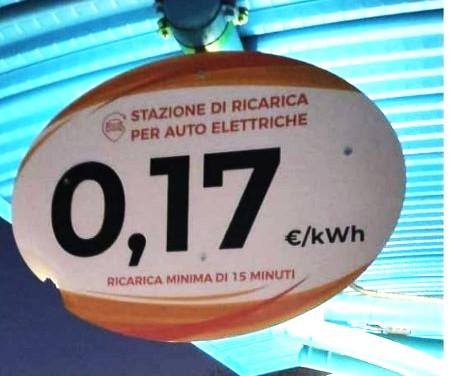 STAZIONE DI RICARICA
PER AUTO ELETTRICHE
0,17 €/kWh
RICARICA MINIMA DI 15 MINUTI